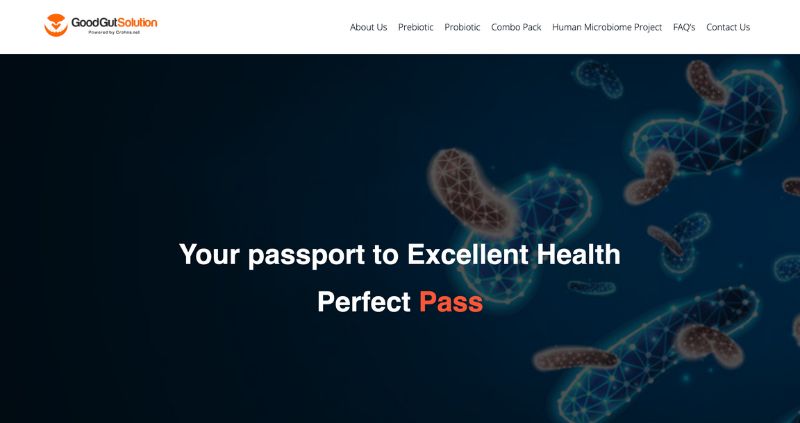 GoodGutSolution
Powered by Crohns.net
About Us Prebiotic Probiotic Combo Pack Human Microbiome Project FAQ's Contact Us
Your passport to Excellent Health
Perfect Pass